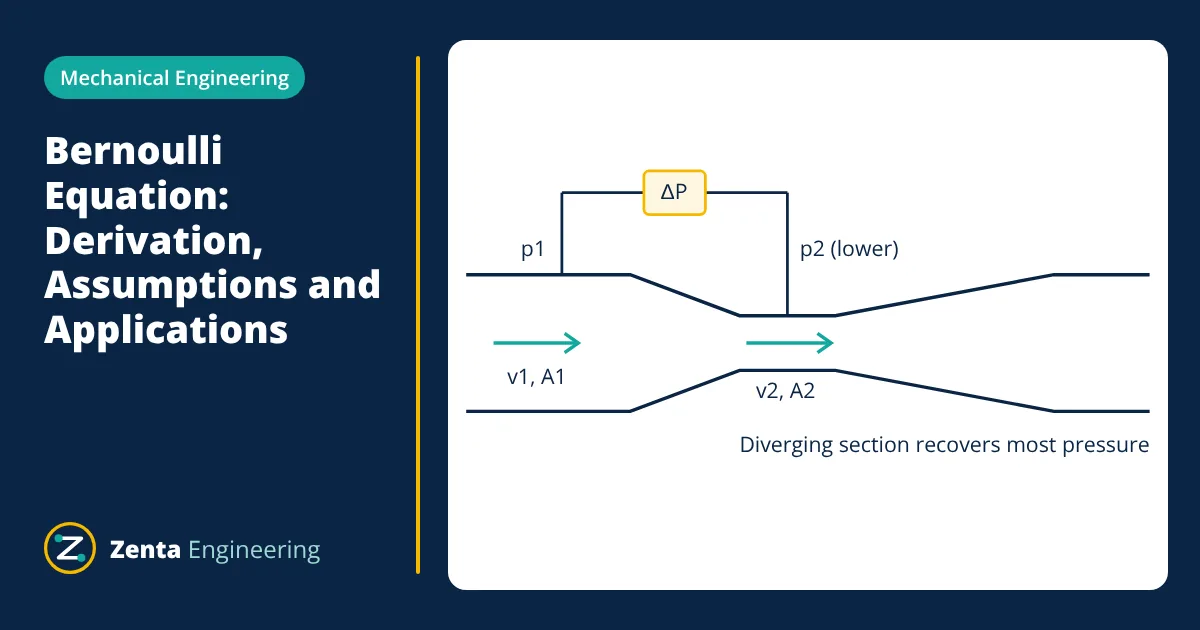 Mechanical Engineering
Bernoulli
Equation:
Derivation,
Assumptions and
Applications
Z
Zenta Engineering
ΔP
p1
p2 (lower)
v1, A1
v2, A2
Diverging section recovers most pressure